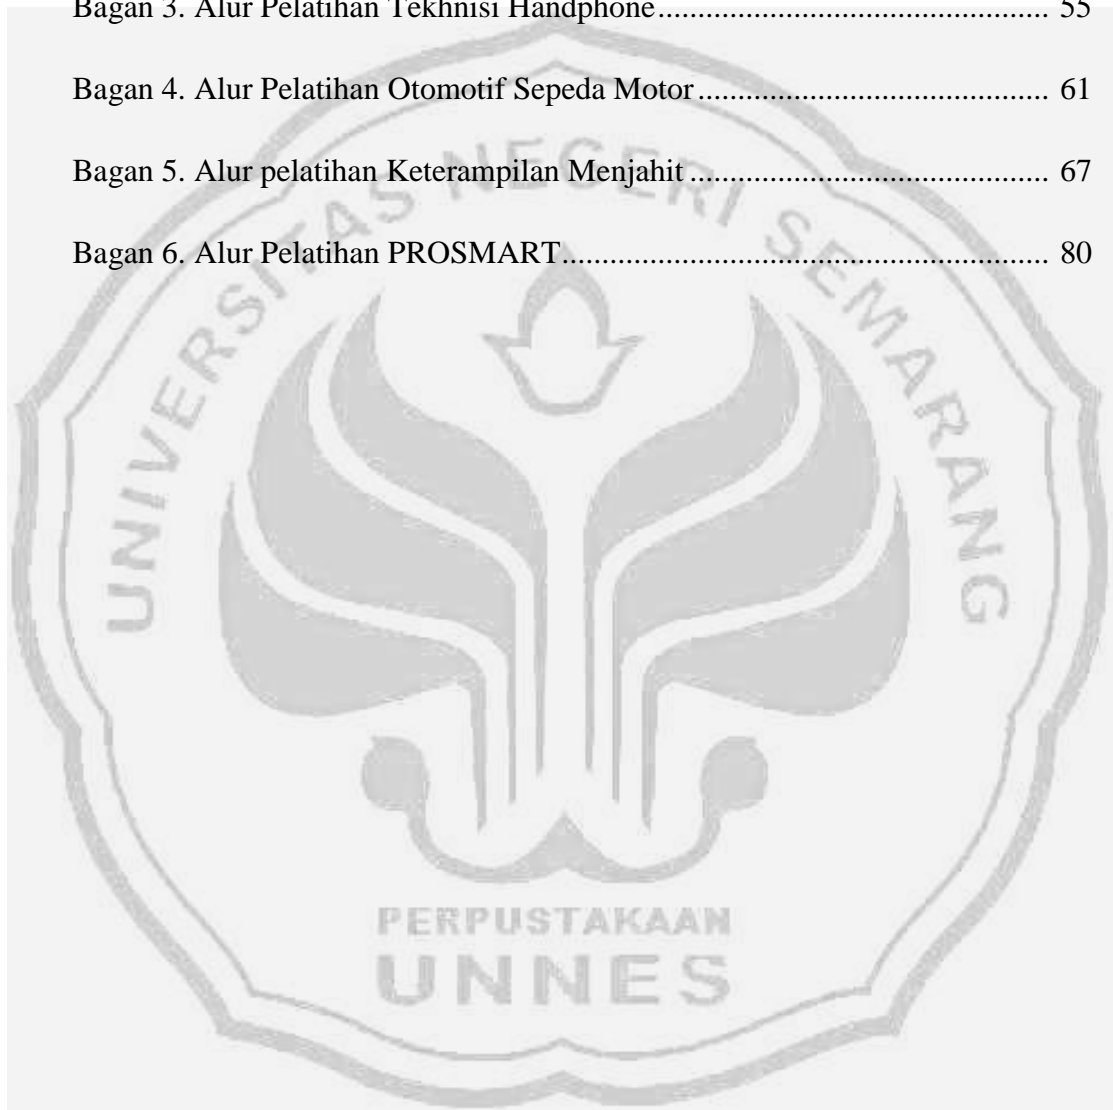 Bagan 3. Alur Pelatihan Tekhnisi Handphone................................................. 55
Bagan 4. Alur Pelatihan Otomotif Sepeda Motor............................................ 61
Bagan 5. Alur pelatihan Keterampilan Menjahit ............................................. 67
Bagan 6. Alur Pelatihan PROSMART............................................................. 80
UNIVERSITAS NEGERI SEMARANG
PERPUSTAKAAN
UNNES